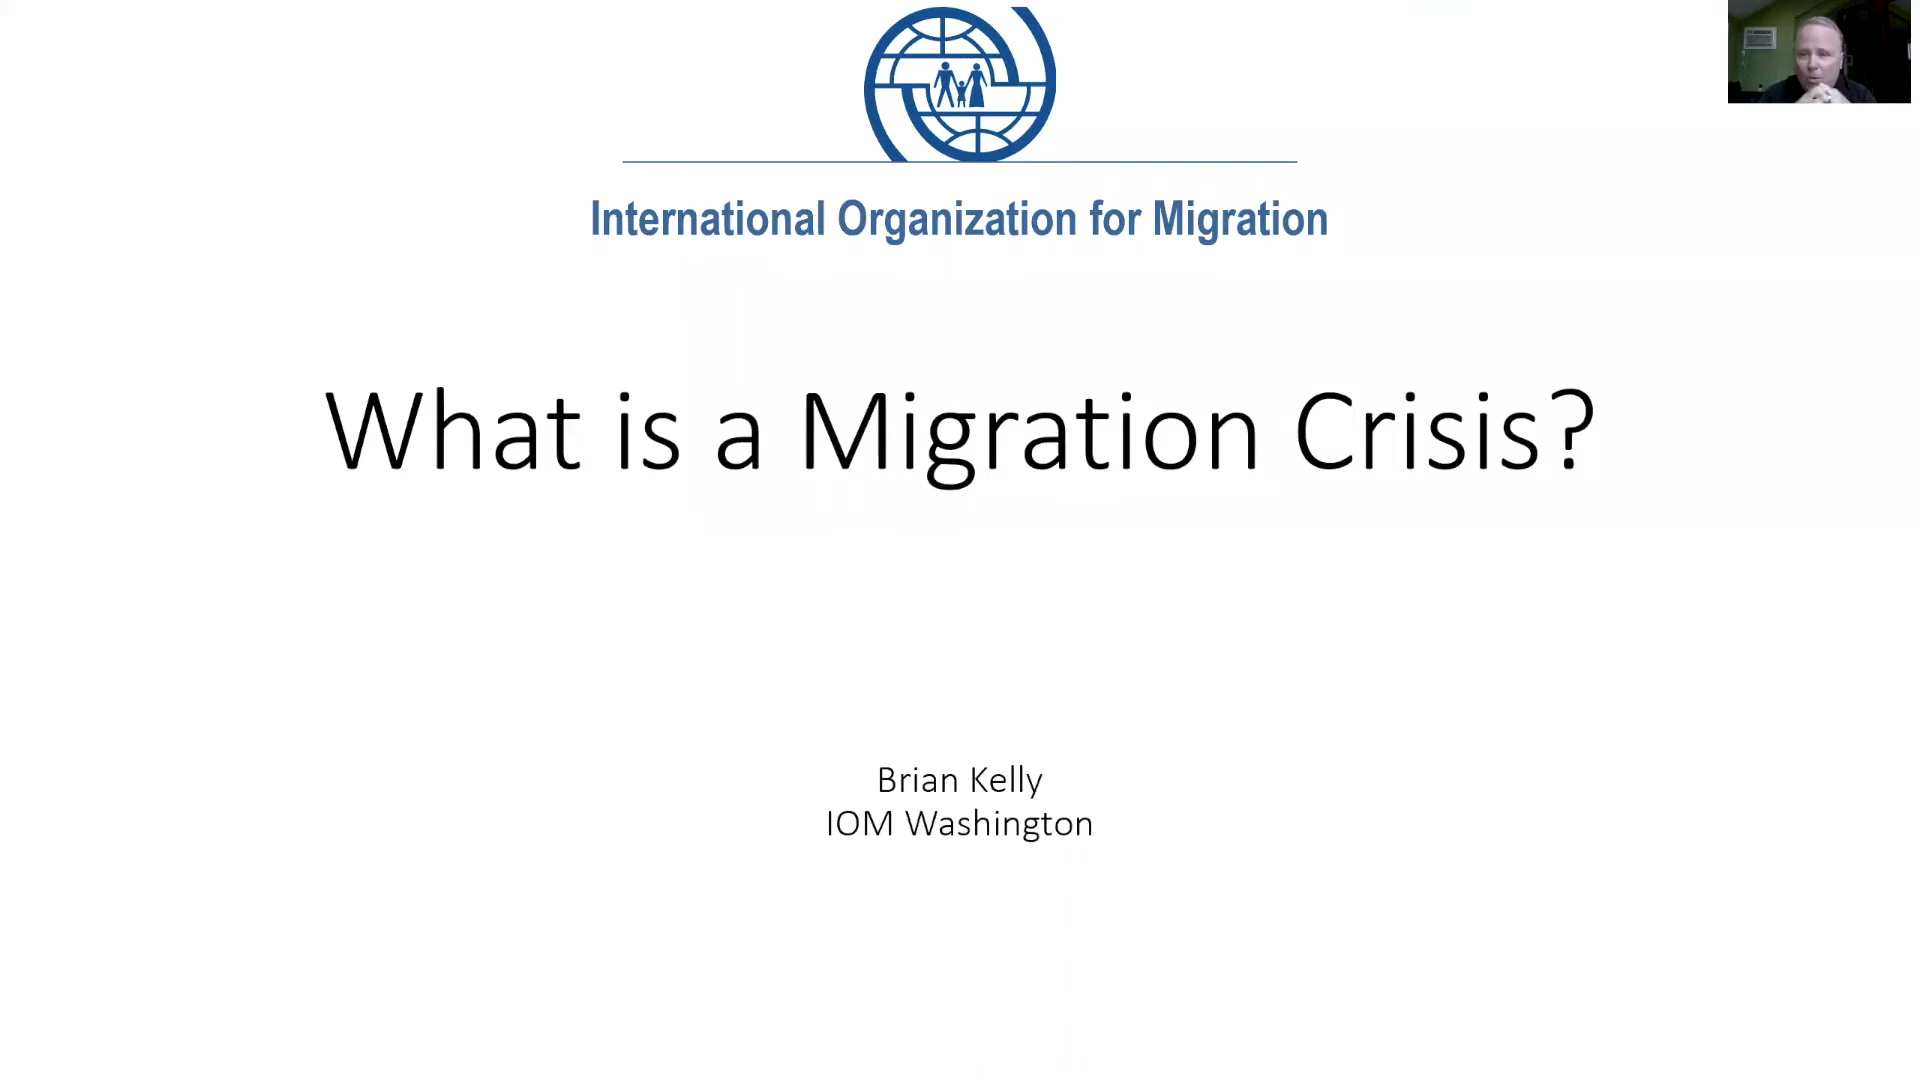 International Organization for Migration
What is a Migration Crisis?
Brian Kelly
IOM Washington